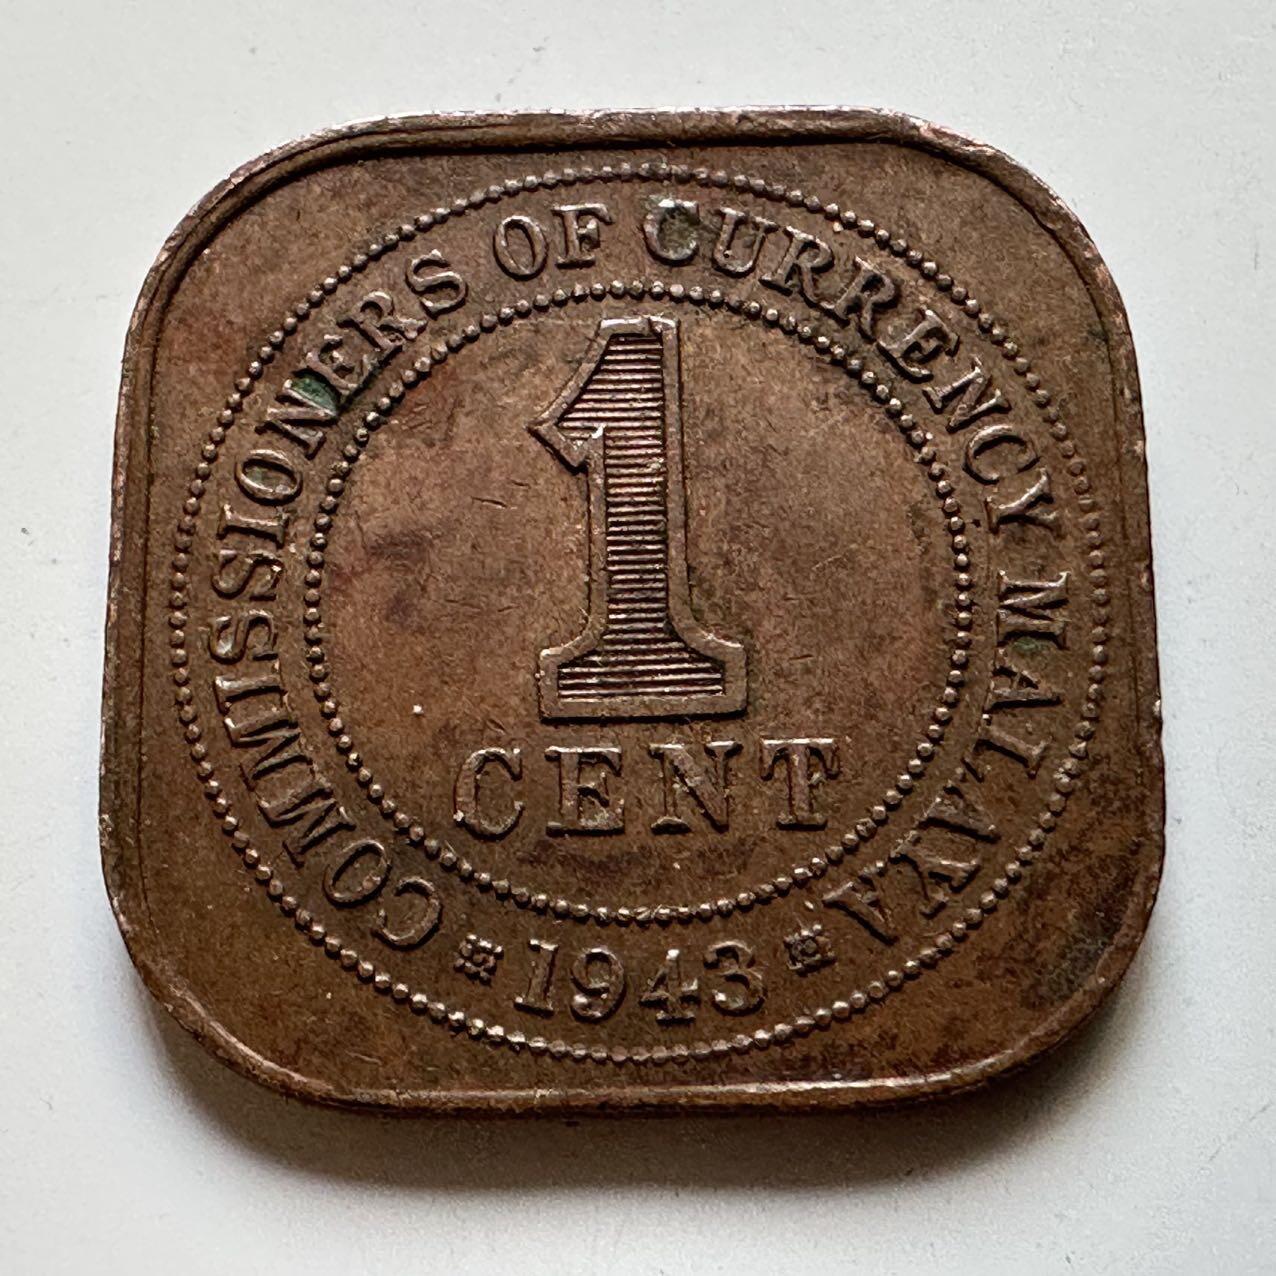 COMMISSIONERS OF CURRENCY MALAYA
1
CENT
1943